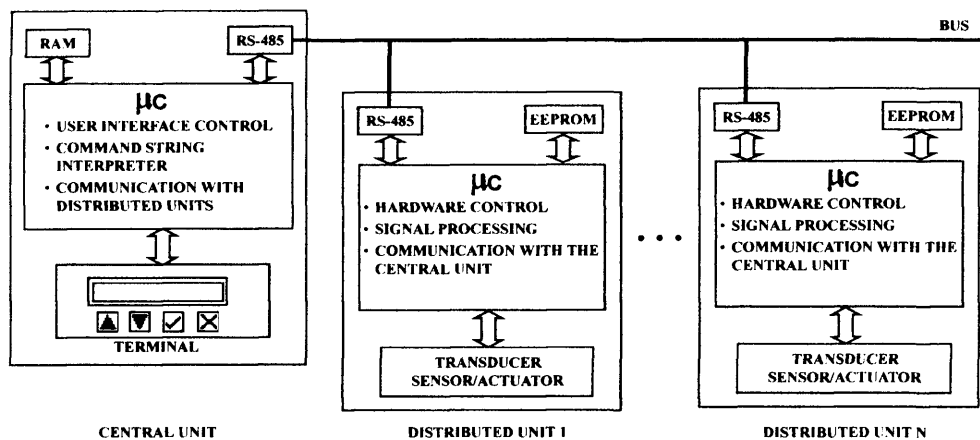 BUS
RAM
RS-485
μC
• USER INTERFACE CONTROL
• COMMAND STRING
INTERPRETER
• COMMUNICATION WITH
DISTRIBUTED UNITS
TERMINAL
CENTRAL UNIT
RS-485
EEPROM
μC
• HARDWARE CONTROL
• SIGNAL PROCESSING
• COMMUNICATION WITH THE
CENTRAL UNIT
TRANSDUCER
SENSOR/ACTUATOR
DISTRIBUTED UNIT 1
• • •
RS-485
EEPROM
μC
• HARDWARE CONTROL
• SIGNAL PROCESSING
• COMMUNICATION WITH THE
CENTRAL UNIT
TRANSDUCER
SENSOR/ACTUATOR
DISTRIBUTED UNIT N